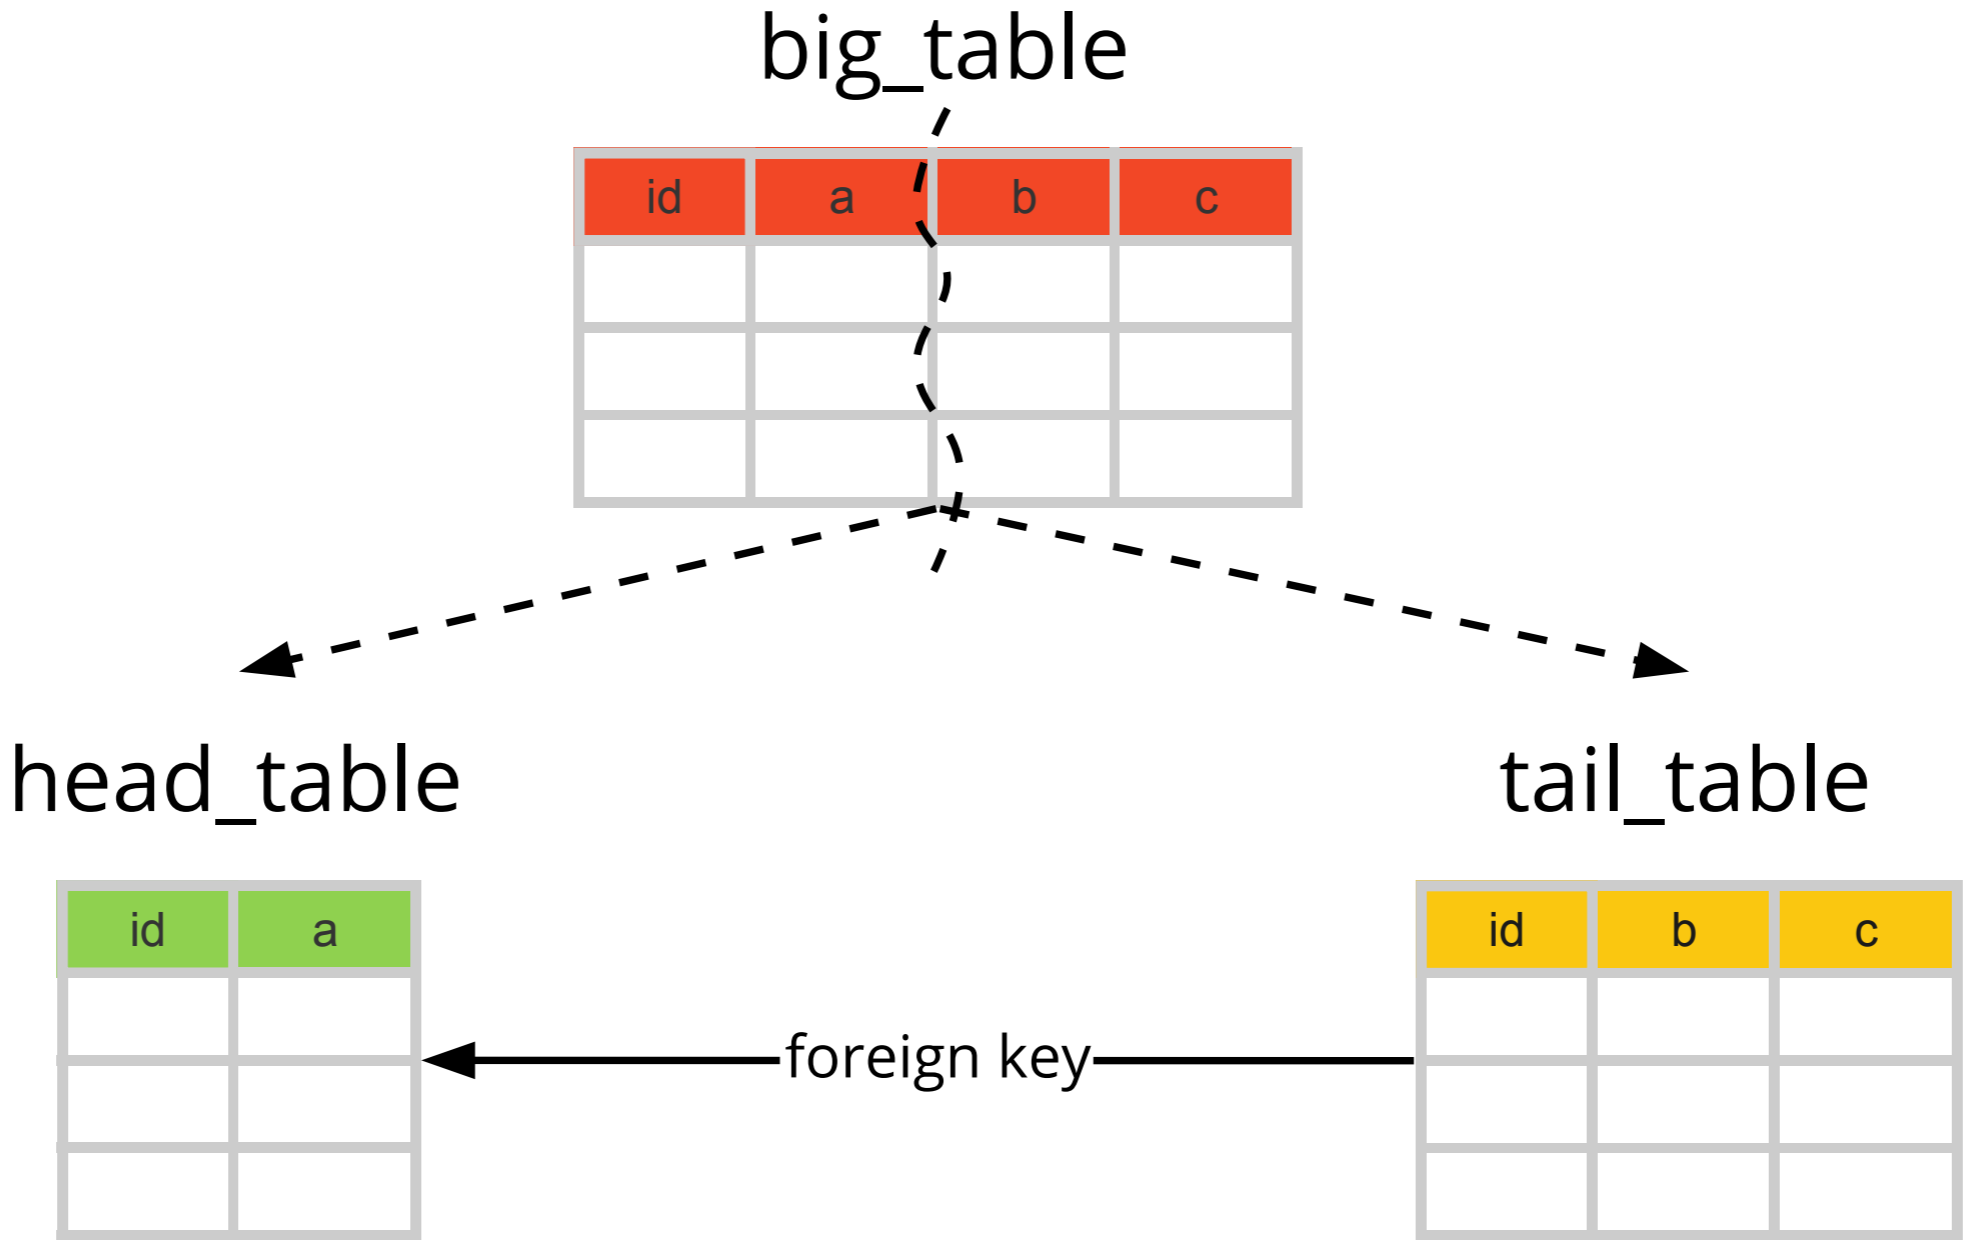 big_table
id a b c
head_table
tail_table
id a
id b c
foreign key